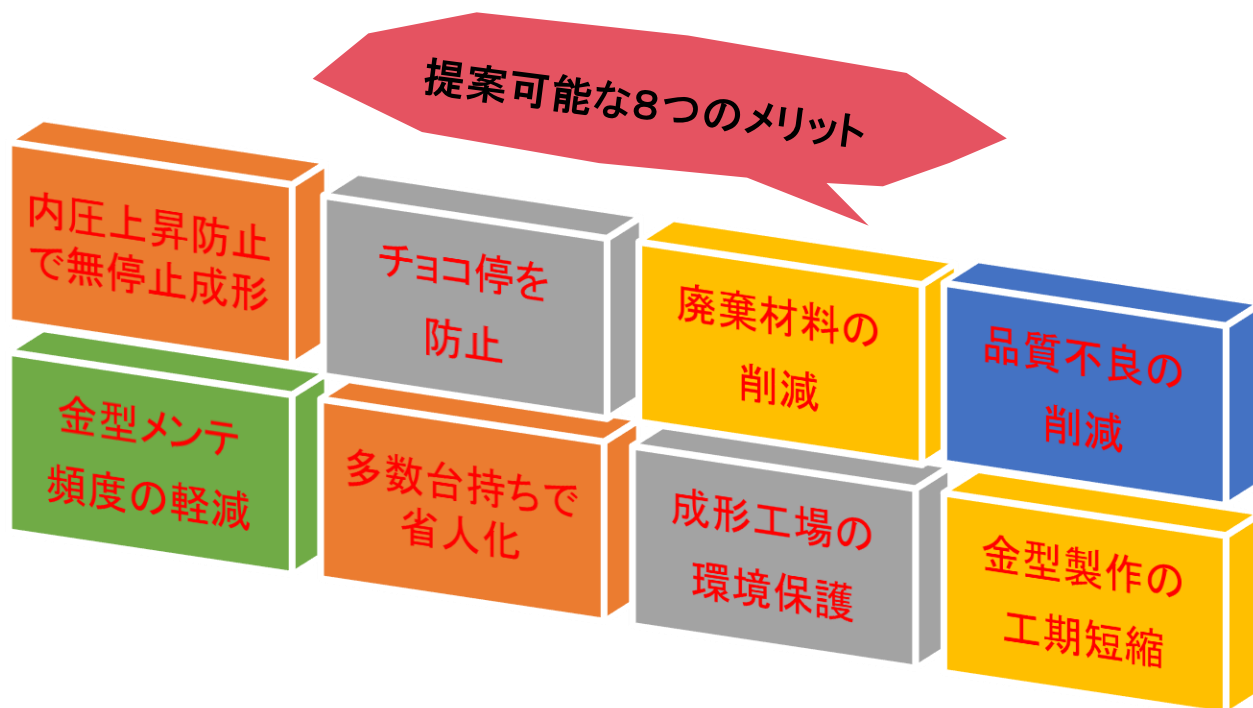 提案可能な8つのメリット
内圧上昇防止
で無停止成形
チョコ停を
防止
廃棄材料の
削減
品質不良の
削減
金型メンテ
頻度の軽減
多数台持ちで
省人化
成形工場の
環境保護
金型製作の
工期短縮